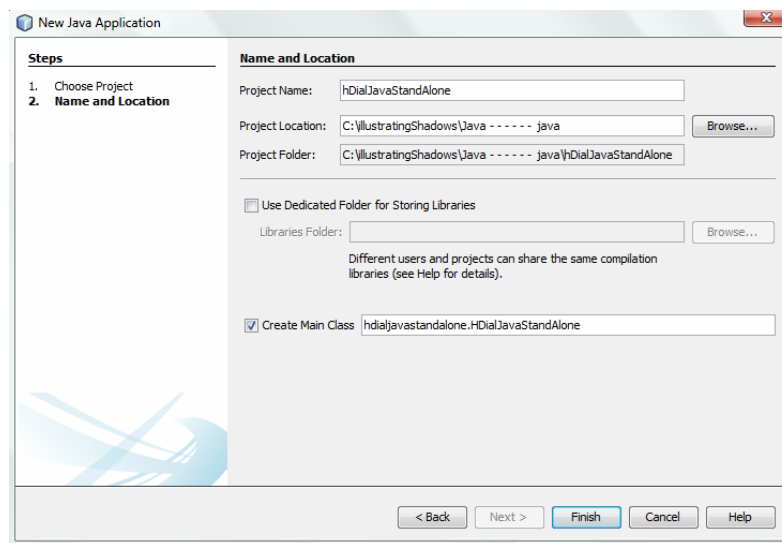 New Java Application
Steps
1. Choose Project
2. Name and Location
Name and Location
Project Name: hDialJavaStandAlone
Project Location: C:\IllustratingShadows\Java - - - - - - java Browse...
Project Folder: C:\IllustratingShadows\Java - - - - - - java\hDialJavaStandAlone
Use Dedicated Folder for Storing Libraries
Libraries Folder: Browse...
Different users and projects can share the same compilation
libraries (see Help for details).
Create Main Class hdialjavastandalone.HDialJavaStandAlone
< Back Next > Finish Cancel Help